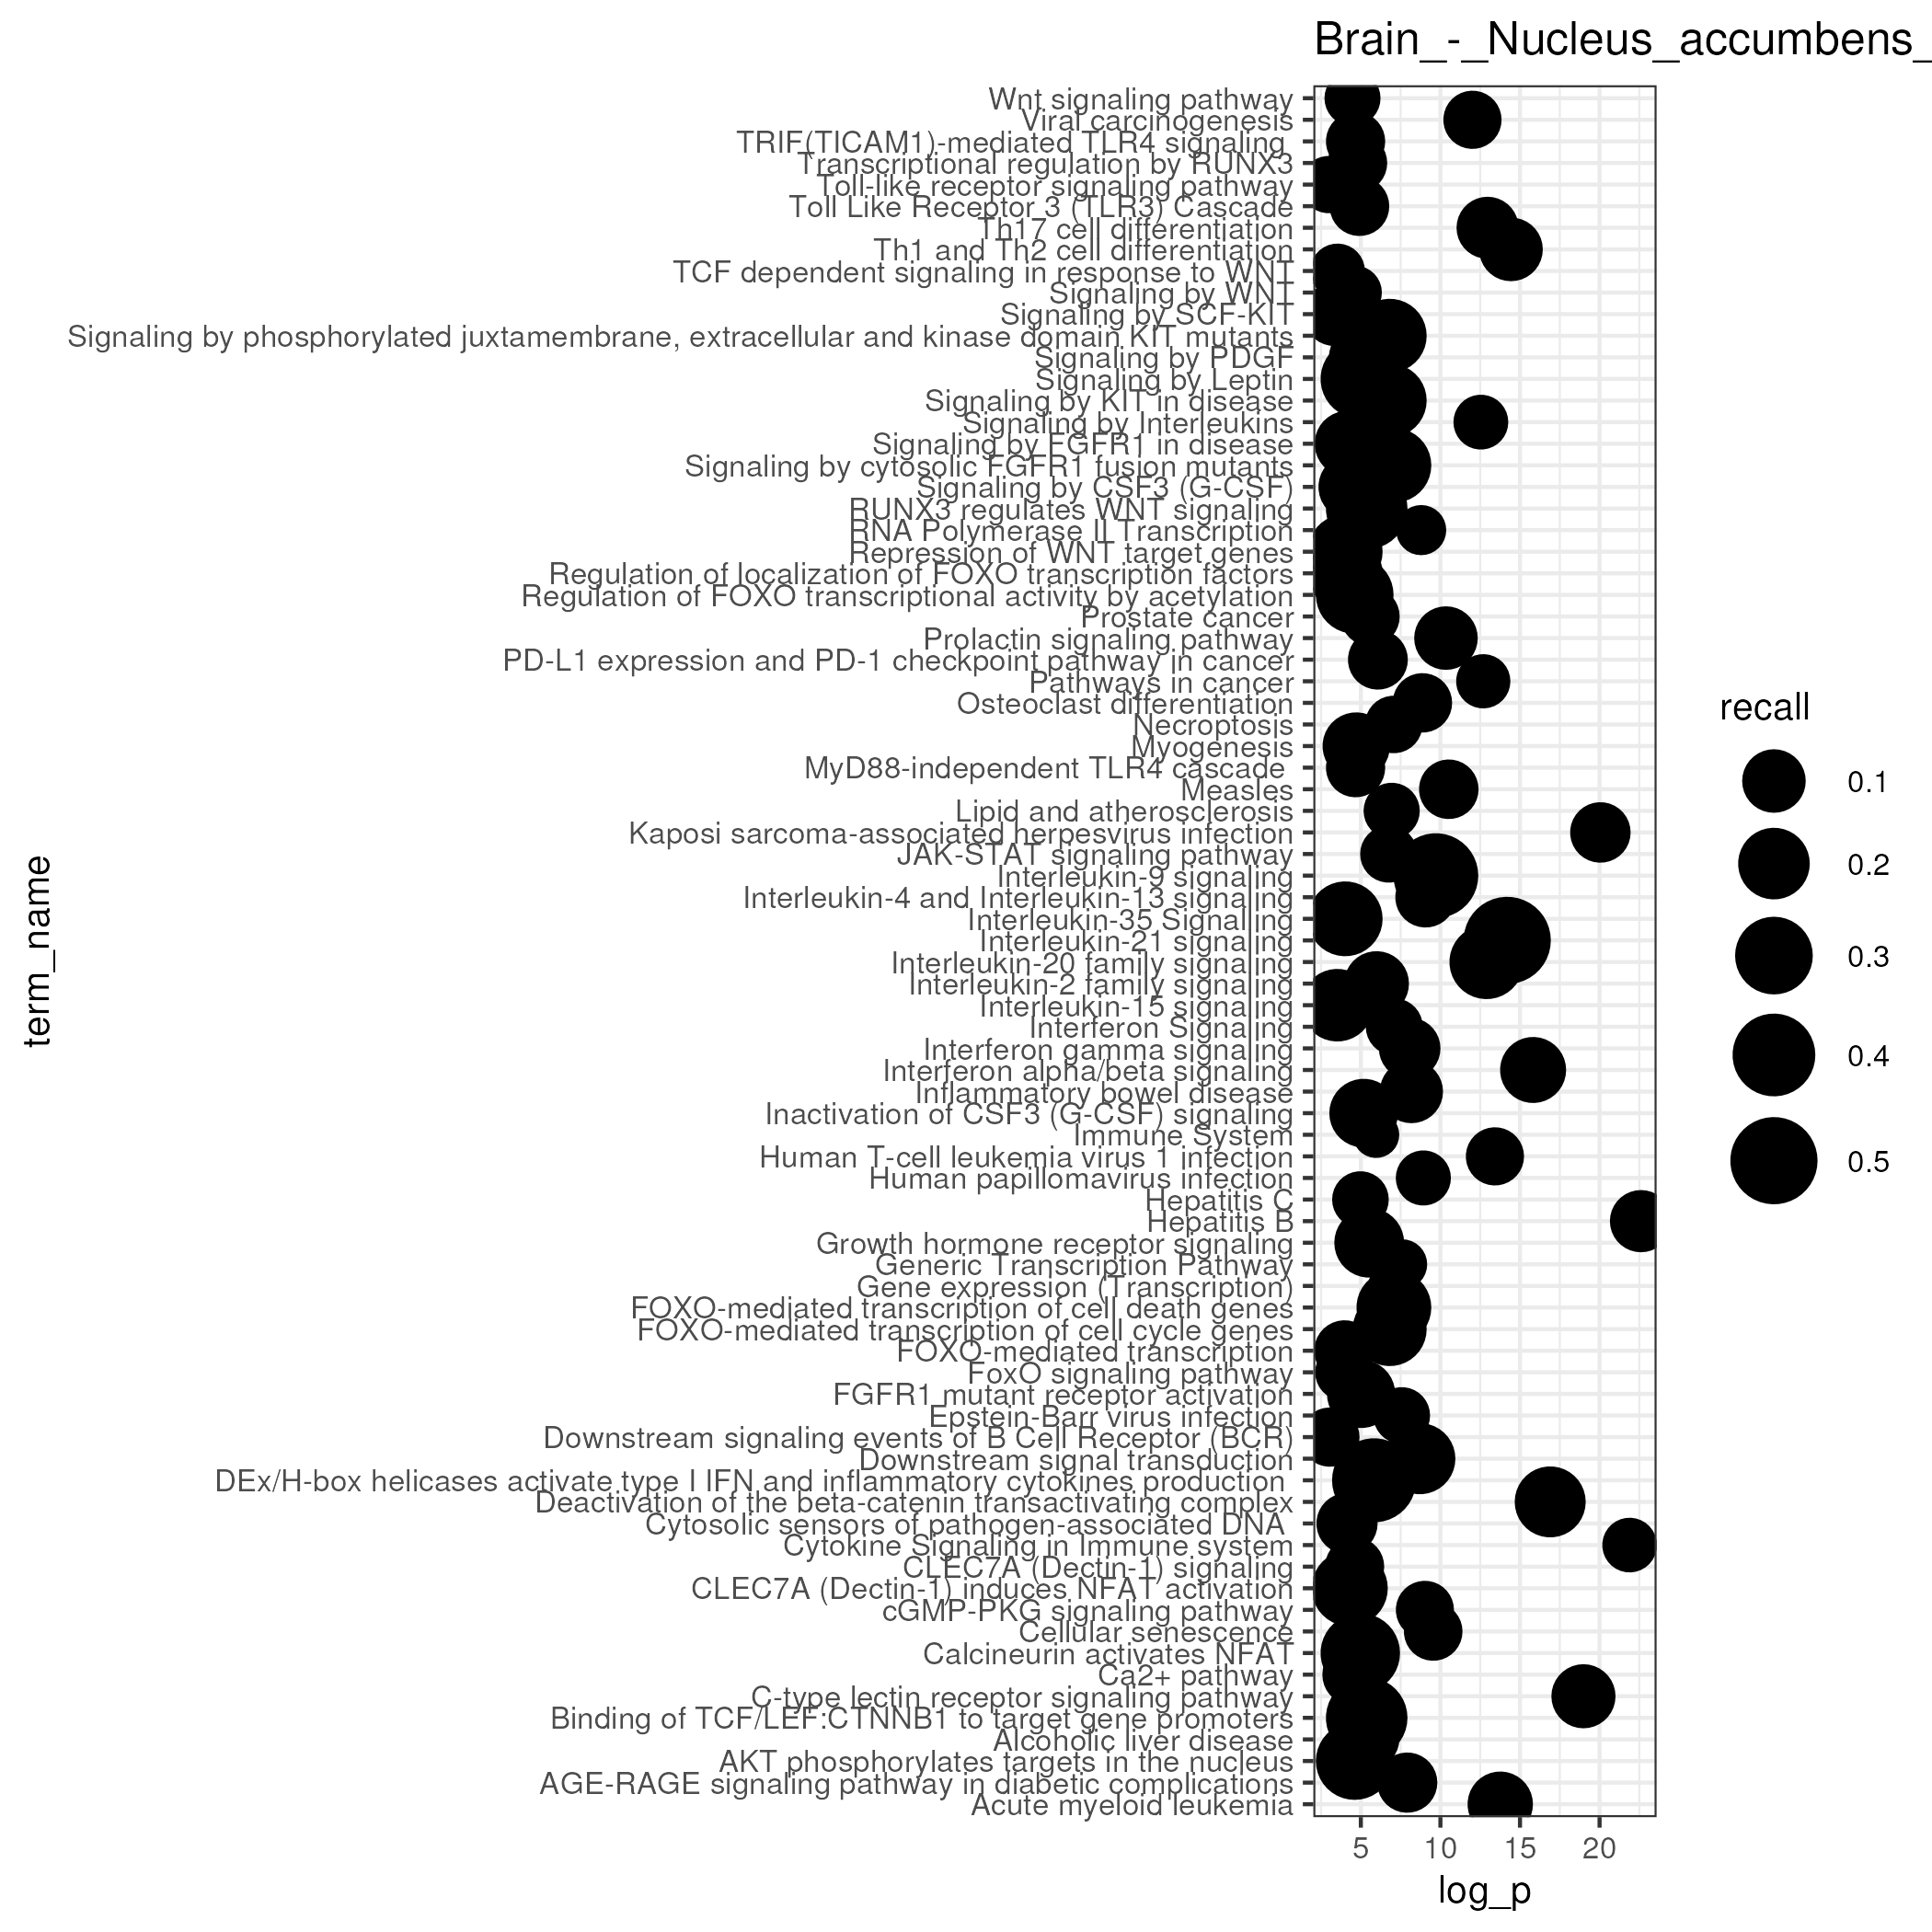 Brain_-_Nucleus_accumbens_
Wnt signaling pathway
Viral carcinogenesis
TRIF(TICAM1)-mediated TLR4 signaling
Transcriptional regulation by RUNX3
Toll-like receptor signaling pathway
Toll Like Receptor 3 (TLR3) Cascade
Th17 cell differentiation
Th1 and Th2 cell differentiation
TCF dependent signaling in response to WNT
Signaling by WNT
Signaling by SCF-KIT
Signaling by phosphorylated juxtamembrane, extracellular and kinase domain KIT mutants
Signaling by PDGF
Signaling by Leptin
Signaling by KIT in disease
Signaling by Interleukins
Signaling by FGFR1 in disease
Signaling by cytosolic FGFR1 fusion mutants
Signaling by CSF3 (G-CSF)
RUNX3 regulates WNT signaling
RNA Polymerase II Transcription
Repression of WNT target genes
Regulation of localization of FOXO transcription factors
Regulation of FOXO transcriptional activity by acetylation
Prostate cancer
Prolactin signaling pathway
PD-L1 expression and PD-1 checkpoint pathway in cancer
Pathways in cancer
Osteoclast differentiation
Necroptosis
Myogenesis
MyD88-independent TLR4 cascade
Measles
Lipid and atherosclerosis
Kaposi sarcoma-associated herpesvirus infection
JAK-STAT signaling pathway
Interleukin-9 signaling
Interleukin-4 and Interleukin-13 signaling
Interleukin-35 Signalling
Interleukin-21 signaling
Interleukin-20 family signaling
Interleukin-2 family signaling
Interleukin-15 signaling
Interferon Signaling
Interferon gamma signaling
Interferon alpha/beta signaling
Inflammatory bowel disease
Inactivation of CSF3 (G-CSF) signaling
Immune System
Human T-cell leukemia virus 1 infection
Human papillomavirus infection
Hepatitis C
Hepatitis B
Growth hormone receptor signaling
Generic Transcription Pathway
Gene expression (Transcription)
FOXO-mediated transcription of cell death genes
FOXO-mediated transcription of cell cycle genes
FOXO-mediated transcription
FoxO signaling pathway
FGFR1 mutant receptor activation
Epstein-Barr virus infection
Downstream signaling events of B Cell Receptor (BCR)
Downstream signal transduction
DEx/H-box helicases activate type I IFN and inflammatory cytokines production
Deactivation of the beta-catenin transactivating complex
Cytosolic sensors of pathogen-associated DNA
Cytokine Signaling in Immune system
CLEC7A (Dectin-1) signaling
CLEC7A (Dectin-1) induces NFAT activation
cGMP-PKG signaling pathway
Cellular senescence
Calcineurin activates NFAT
Ca2+ pathway
C-type lectin receptor signaling pathway
Binding of TCF/LEF:CTNNB1 to target gene promoters
Alcoholic liver disease
AKT phosphorylates targets in the nucleus
AGE-RAGE signaling pathway in diabetic complications
Acute myeloid leukemia
term_name
5 10 15 20
log_p
recall
0.1
0.2
0.3
0.4
0.5